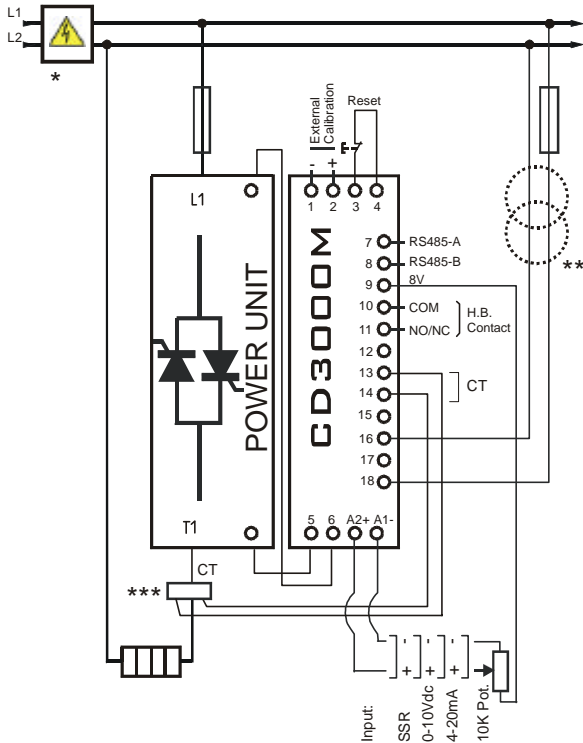 L1
L2
*
External
Calibration
Reset
- +
1 2 3 4
L1
POWER UNIT
T1
CD3000M
7 RS485-A
8 RS485-B
9 8V
10 COM
11 NO/NC
H.B.
Contact
12
13
14
CT
15
16
17
18
**
5 6 A2+ A1-
CT
***
- - -
+ + +
Input:
SSR
0-10Vdc
4-20mA
10K Pot.